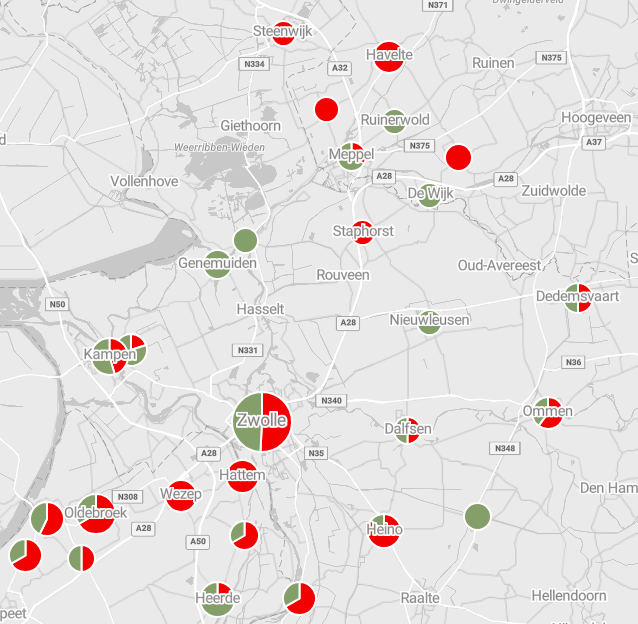 Dwingelderveld
N371
Steenwijk
Havelte
N375
N334
A32
Ruinen
Ruinerwold
Hoogeveen
Giethoorn
A37
Weerribben-Wieden
Meppel
N375
Vollenhove
A28
A28
De Wijk
Zuidwolde
Staphorst
Genemuiden
Rouveen
Oud-Avereest
S
Dedemsvaart
N50
Hasselt
A28
Nieuwleusen
Kampen
N331
N36
N340
Ommen
Zwolle
Dalfsen
A28
N35
N348
Hattem
Den Ham
Wezep
N308
Oldebroek
A28
Heino
A50
Heerde
Raalte
Hellendoorn
peet